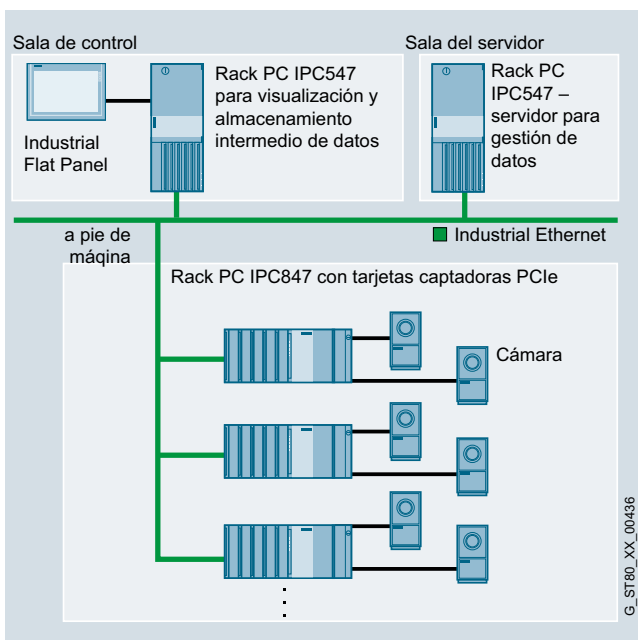 Sala de control
Sala del servidor
Rack PC IPC547
para visualización y
almacenamiento
intermedio de datos
Industrial
Flat Panel
Rack PC
IPC547 –
servidor para
gestión de
datos
a pie de
máqina
Industrial Ethernet
Rack PC IPC847 con tarjetas captadoras PCIe
Cámara
G_ST80_XX_00436